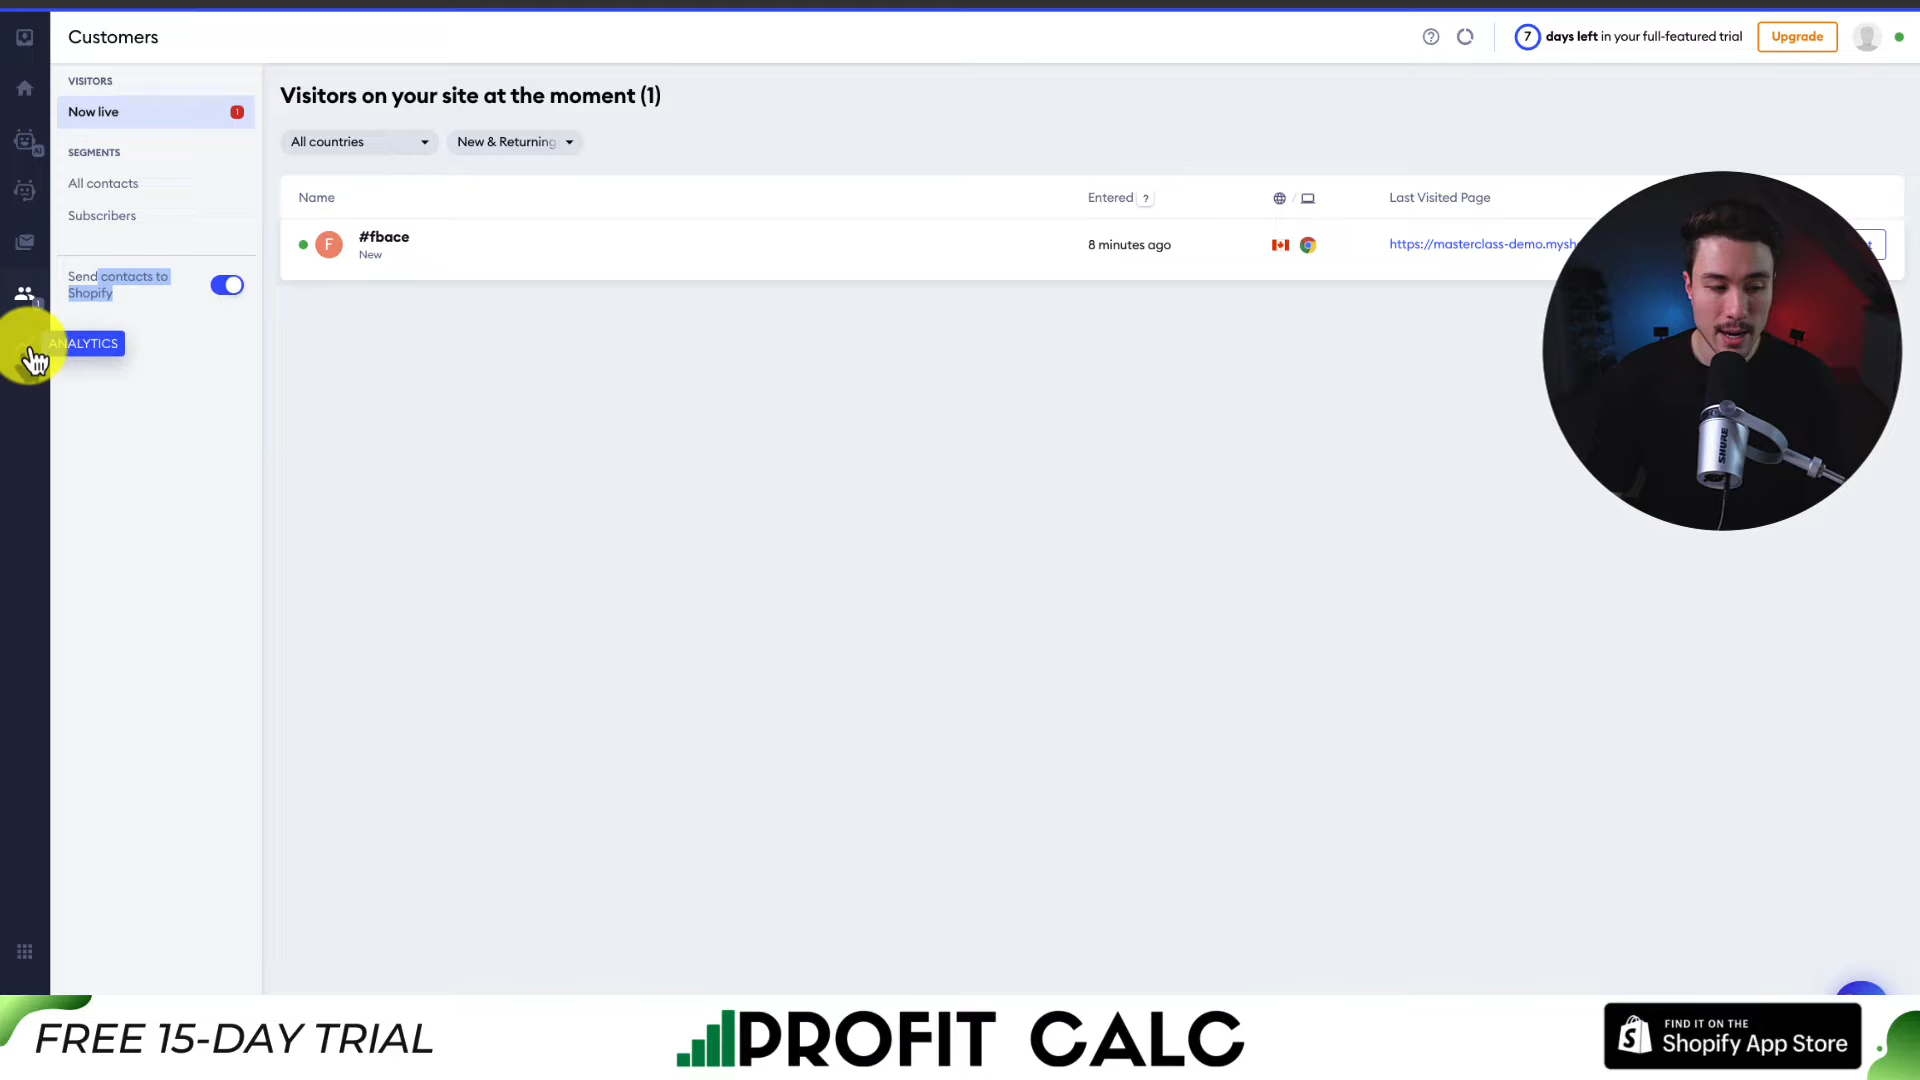 Customers
7 days left in your full-featured trial
Upgrade
VISITORS
Now live
1
SEGMENTS
All contacts
Subscribers
Send contacts to
Shopify
1
ANALYTICS
AI
Visitors on your site at the moment (1)
All countries
New & Returning
Name
Entered ?
Last Visited Page
F
#fbace
New
8 minutes ago
https://masterclass-demo.mysh
SHURE
FREE 15-DAY TRIAL
PROFIT CALC
FIND IT ON THE
Shopify App Store